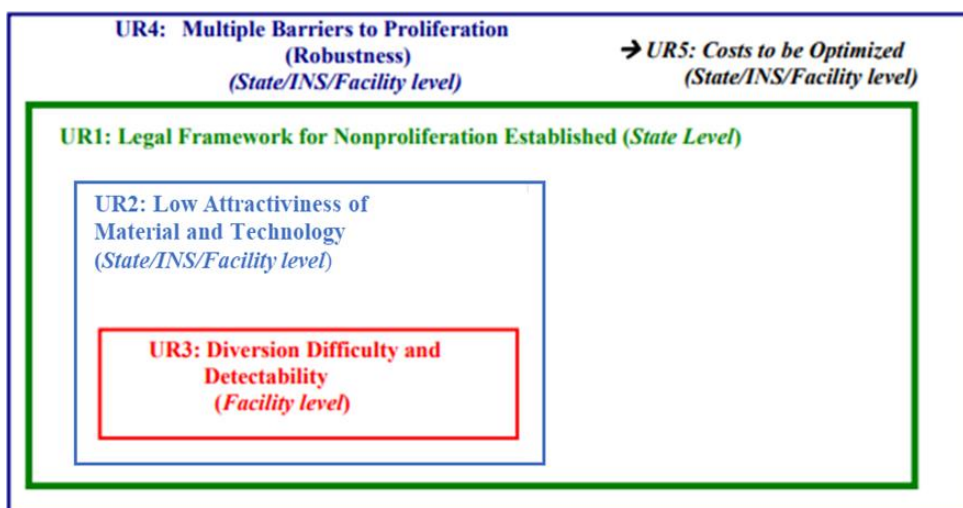 UR4: Multiple Barriers to Proliferation
(Robustness)
(State/INS/Facility level)
→ UR5: Costs to be Optimized
(State/INS/Facility level)
UR1: Legal Framework for Nonproliferation Established (State Level)
UR2: Low Attractiviness of
Material and Technology
(State/INS/Facility level)
UR3: Diversion Difficulty and
Detectability
(Facility level)